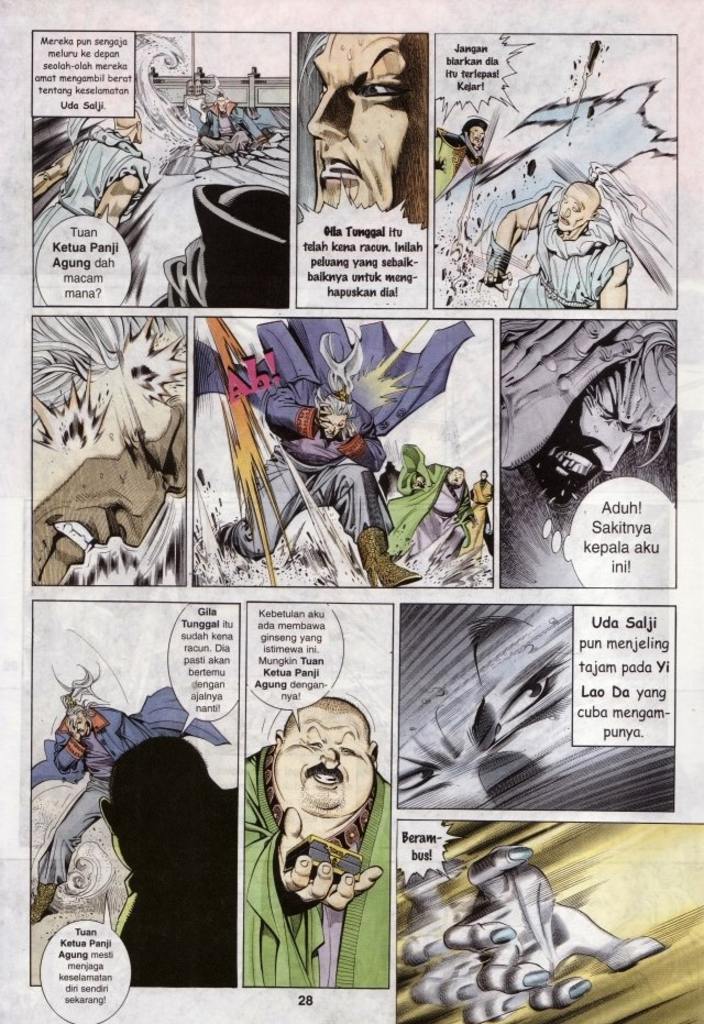 Mereka pun sengaja
meluru ke depan
seolah-olah mereka
amat mengambil berat
tentang keselamatan
Uda Salji.
Tuan
Ketua Panji
Agung dah
macam
mana?
Gila Tunggal itu
telah kena racun. Inilah
peluang yang sebaik-
baiknya untuk meng-
hapuskan dia!
Jangan
biarkan dia
itu terlepas!
Kejar!
Ah!
Aduh!
Sakitnya
kepala aku
ini!
Gila
Tunggal itu
sudah kena
racun. Dia
pasti akan
bertemu
dengan
ajalnya
nanti!
Tuan
Ketua Panji
Agung mesti
menjaga
keselamatan
diri sendiri
sekarang!
Kebetulan aku
ada membawa
ginseng yang
istimewa ini.
Mungkin Tuan
Ketua Panji
Agung dengan-
nya!
Uda Salji
pun menjeling
tajam pada Yi
Lao Da yang
cuba mengam-
punya.
Beram-
bus!
28